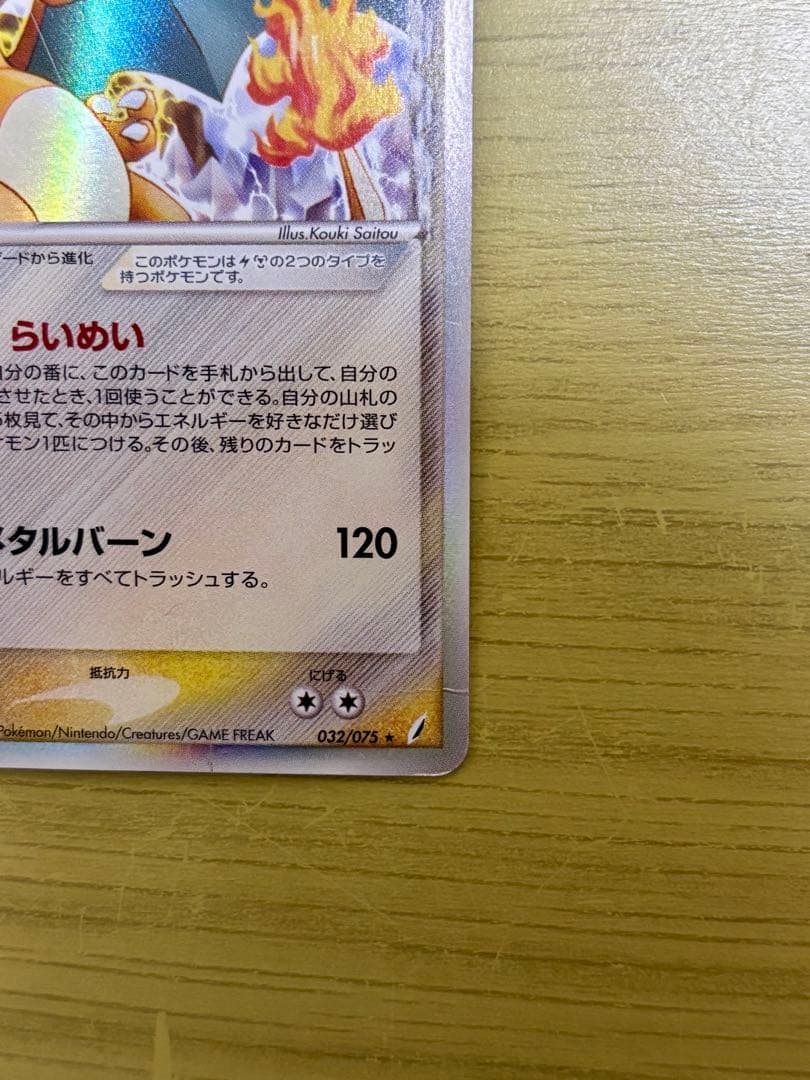 Illus.Kouki Saitou
ードから進化
このポケモンは⚡の2つのタイプを
持つポケモンです。
らいめい
自分の番に、このカードを手札から出して、自分の
させたとき、1回使うことができる。自分の山札の
5枚見て、その中からエネルギーを好きなだけ選び
ケモン1匹につける。その後、残りのカードをトラッ
メタルバーン 120
ルギーをすべてトラッシュする。
抵抗力 にげる
Pokémon/Nintendo/Creatures/GAME FREAK 032/075 ★